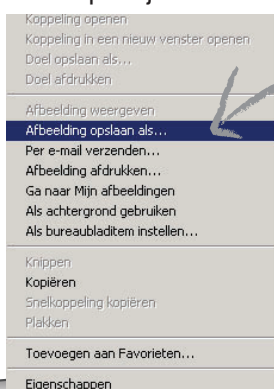 Koppeling openen
Koppeling in een nieuw venster openen
Doel opslaan als...
Doel afdrukken
Afbeelding weergeven
Afbeelding opslaan als...
Per e-mail verzenden...
Afbeelding afdrukken...
Ga naar Mijn afbeeldingen
Als achtergrond gebruiken
Als bureaubladitem instellen...
Knippen
Kopiëren
Snelkoppeling kopiëren
Plakken
Toevoegen aan Favorieten...
Eigenschappen